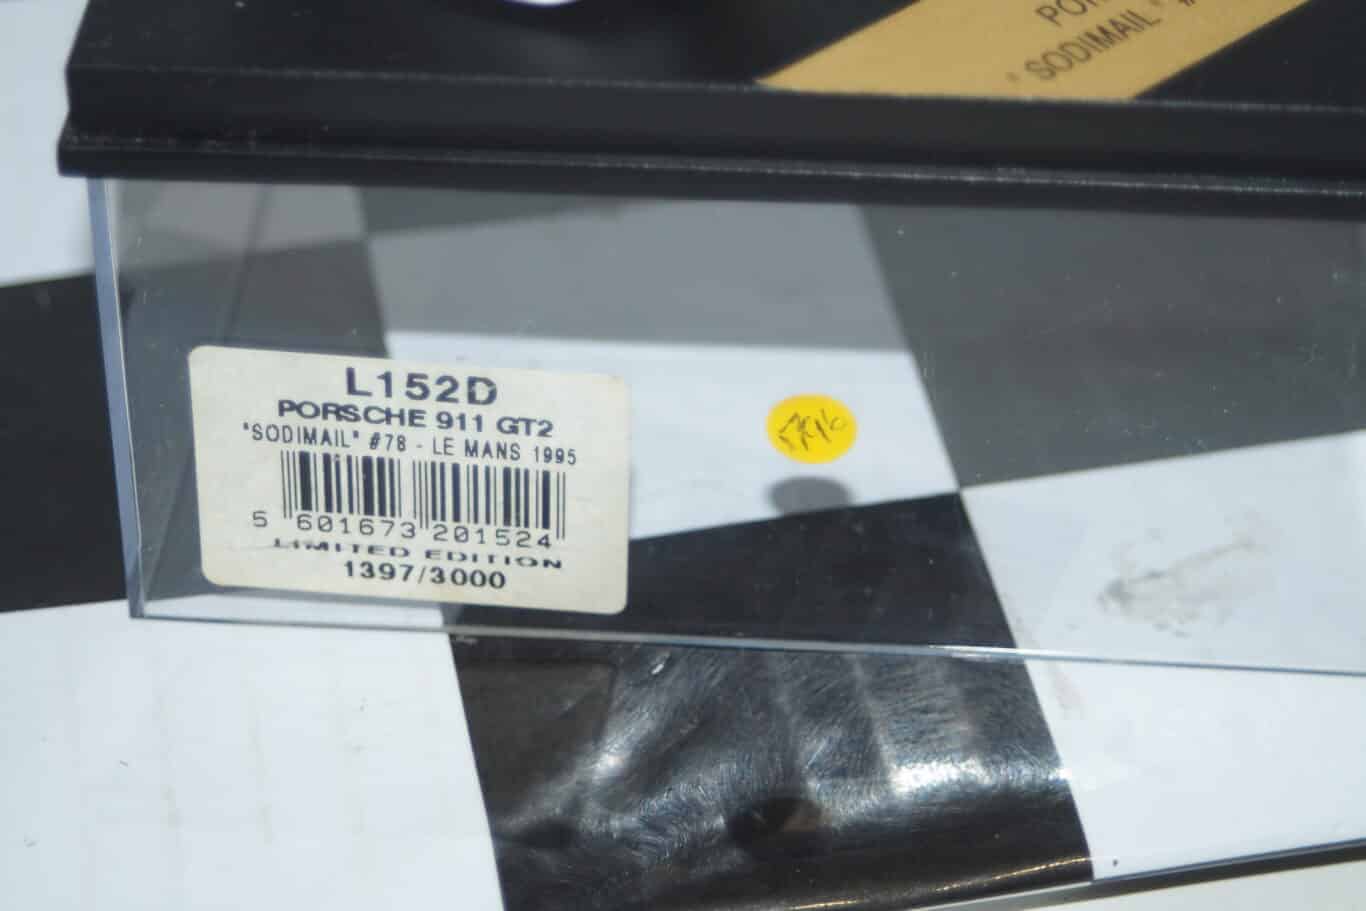 "SODIMAIL" #
L152D
PORSCHE 911 GT2
"SODIMAIL" #78 - LE MANS 1995
5 601673 201524
LIMITED EDITION
1397/3000